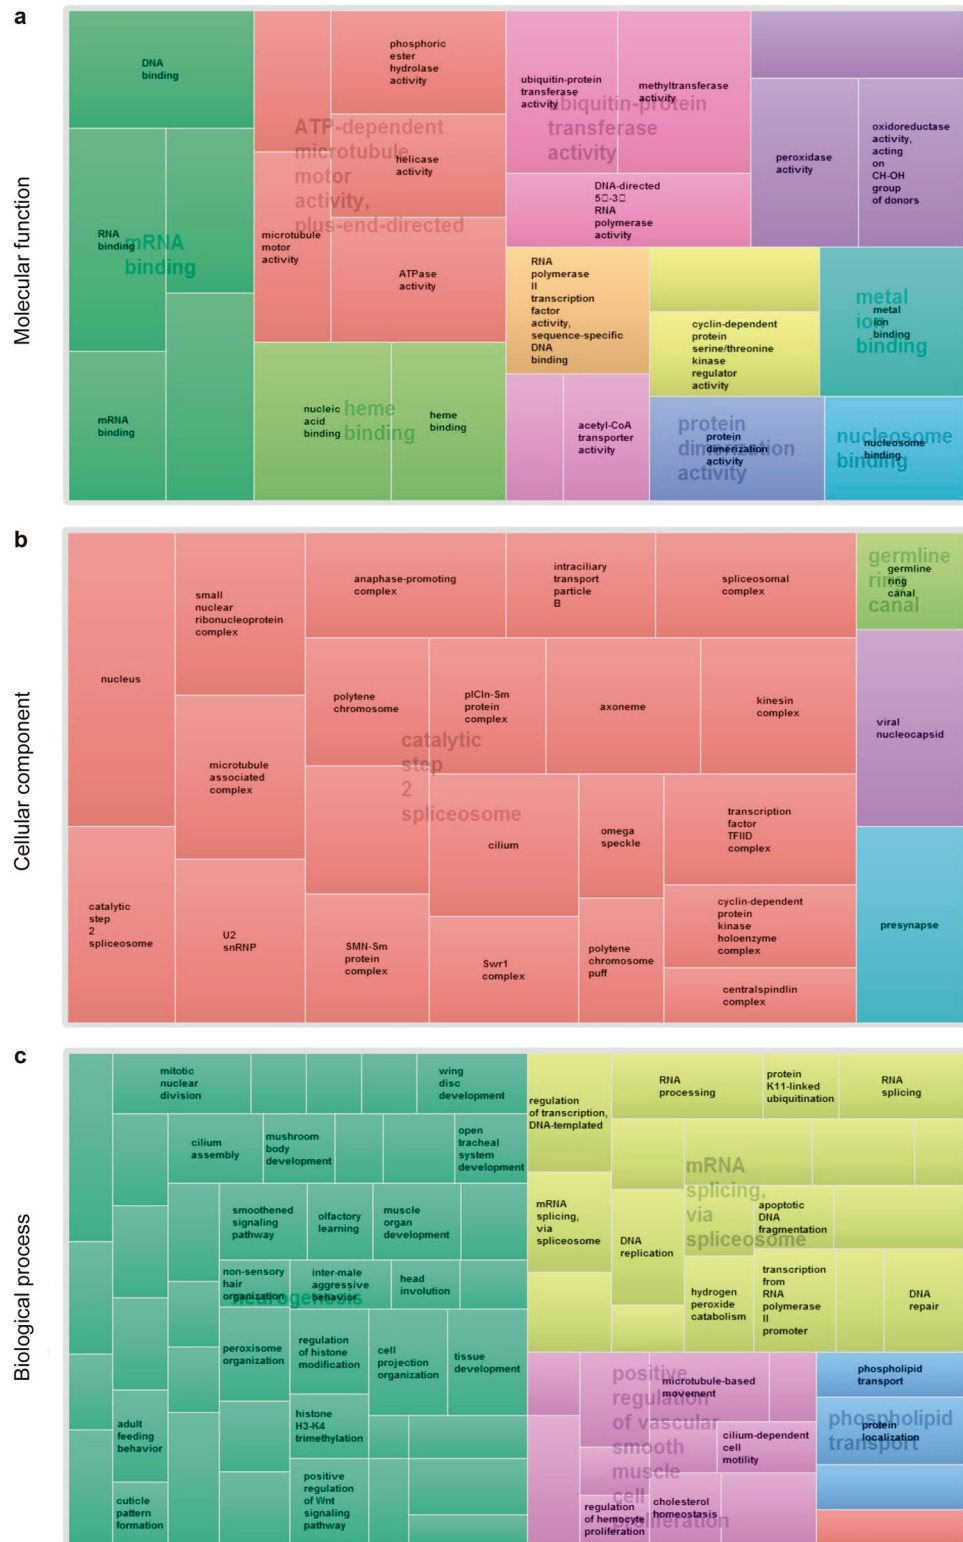 a
Molecular function
DNA
binding
RNA
binding
mRNA
binding
mRNA
binding
ATP-dependent
microtubule
motor
activity,
plus-end-directed
phosphoric
ester
hydrolase
activity
helicase
activity
microtubule
motor
activity
ATPase
activity
nucleic
acid
binding
heme
binding
heme
binding
ubiquitin-protein
transferase
activity
methyltransferase
activity
ubiquitin-protein
transferase
activity
DNA-directed
5▯-3▯
RNA
polymerase
activity
peroxidase
activity
oxidoreductase
activity,
acting
on
CH-OH
group
of donors
RNA
polymerase
II
transcription
factor
activity,
sequence-specific
DNA
binding
cyclin-dependent
protein
serine/threonine
kinase
regulator
activity
metal
ion
binding
metal
ion
binding
acetyl-CoA
transporter
activity
protein
dimerization
activity
protein
dimerization
activity
nucleosome
binding
nucleosome
binding
b
Cellular component
nucleus
small
nuclear
ribonucleoprotein
complex
anaphase-promoting
complex
intraciliary
transport
particle
B
spliceosomal
complex
germline
ring
canal
germline
ring
canal
polytene
chromosome
pICln-Sm
protein
complex
axoneme
kinesin
complex
viral
nucleocapsid
microtubule
associated
complex
catalytic
step
2
spliceosome
cilium
omega
speckle
transcription
factor
TFIID
complex
catalytic
step
2
spliceosome
U2
snRNP
SMN-Sm
protein
complex
Swr1
complex
polytene
chromosome
puff
cyclin-dependent
protein
kinase
holoenzyme
complex
centralspindlin
complex
presynapse
c
Biological process
mitotic
nuclear
division
wing
disc
development
cilium
assembly
mushroom
body
development
open
tracheal
system
development
smoothened
signaling
pathway
olfactory
learning
muscle
organ
development
non-sensory
hair
organization
inter-male
aggressive
behavior
head
involution
neurogenesis
peroxisome
organization
regulation
of histone
modification
cell
projection
organization
tissue
development
adult
feeding
behavior
histone
H3-K4
trimethylation
cuticle
pattern
formation
positive
regulation
of Wnt
signaling
pathway
regulation
of transcription,
DNA-templated
RNA
processing
protein
K11-linked
ubiquitination
RNA
splicing
mRNA
splicing,
via
spliceosome
mRNA
splicing,
via
spliceosome
DNA
replication
apoptotic
DNA
fragmentation
hydrogen
peroxide
catabolism
transcription
from
RNA
polymerase
II
promoter
DNA
repair
positive
regulation
of vascular
smooth
muscle
cell
proliferation
microtubule-based
movement
cilium-dependent
cell
motility
regulation
of hemocyte
proliferation
cholesterol
homeostasis
phospholipid
transport
phospholipid
transport
protein
localization